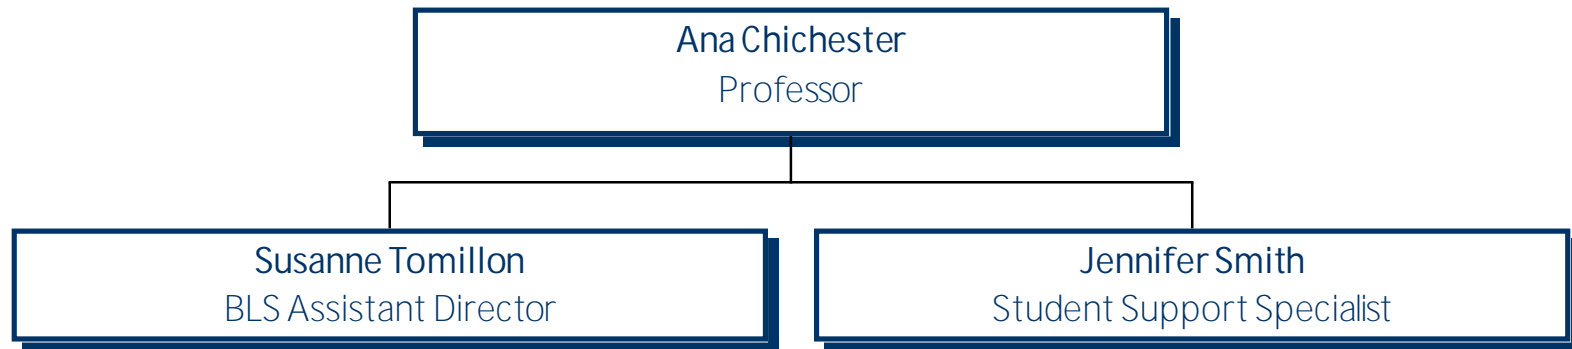 Ana Chichester
Professor
Susanne Tomillon
BLS Assistant Director
Jennifer Smith
Student Support Specialist